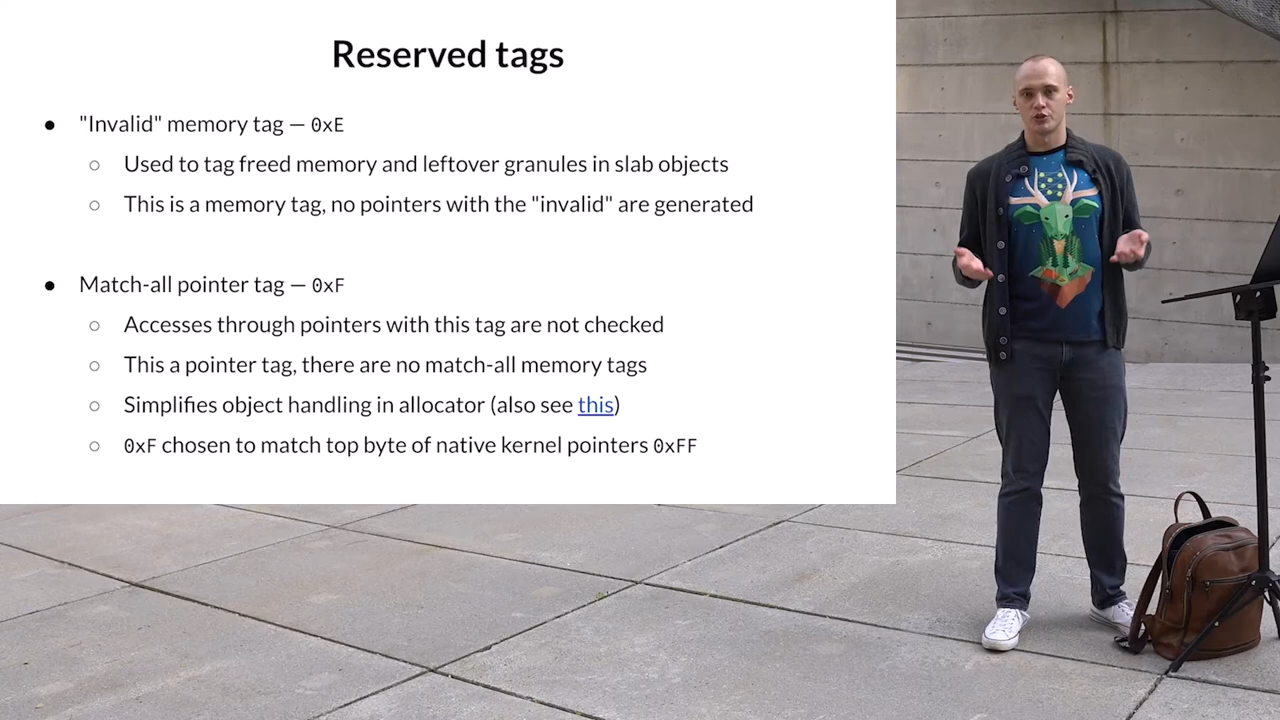 Reserved tags
● "Invalid" memory tag — 0xE
○ Used to tag freed memory and leftover granules in slab objects
○ This is a memory tag, no pointers with the "invalid" are generated
● Match-all pointer tag — 0xF
○ Accesses through pointers with this tag are not checked
○ This a pointer tag, there are no match-all memory tags
○ Simplifies object handling in allocator (also see this)
○ 0xF chosen to match top byte of native kernel pointers 0xFF